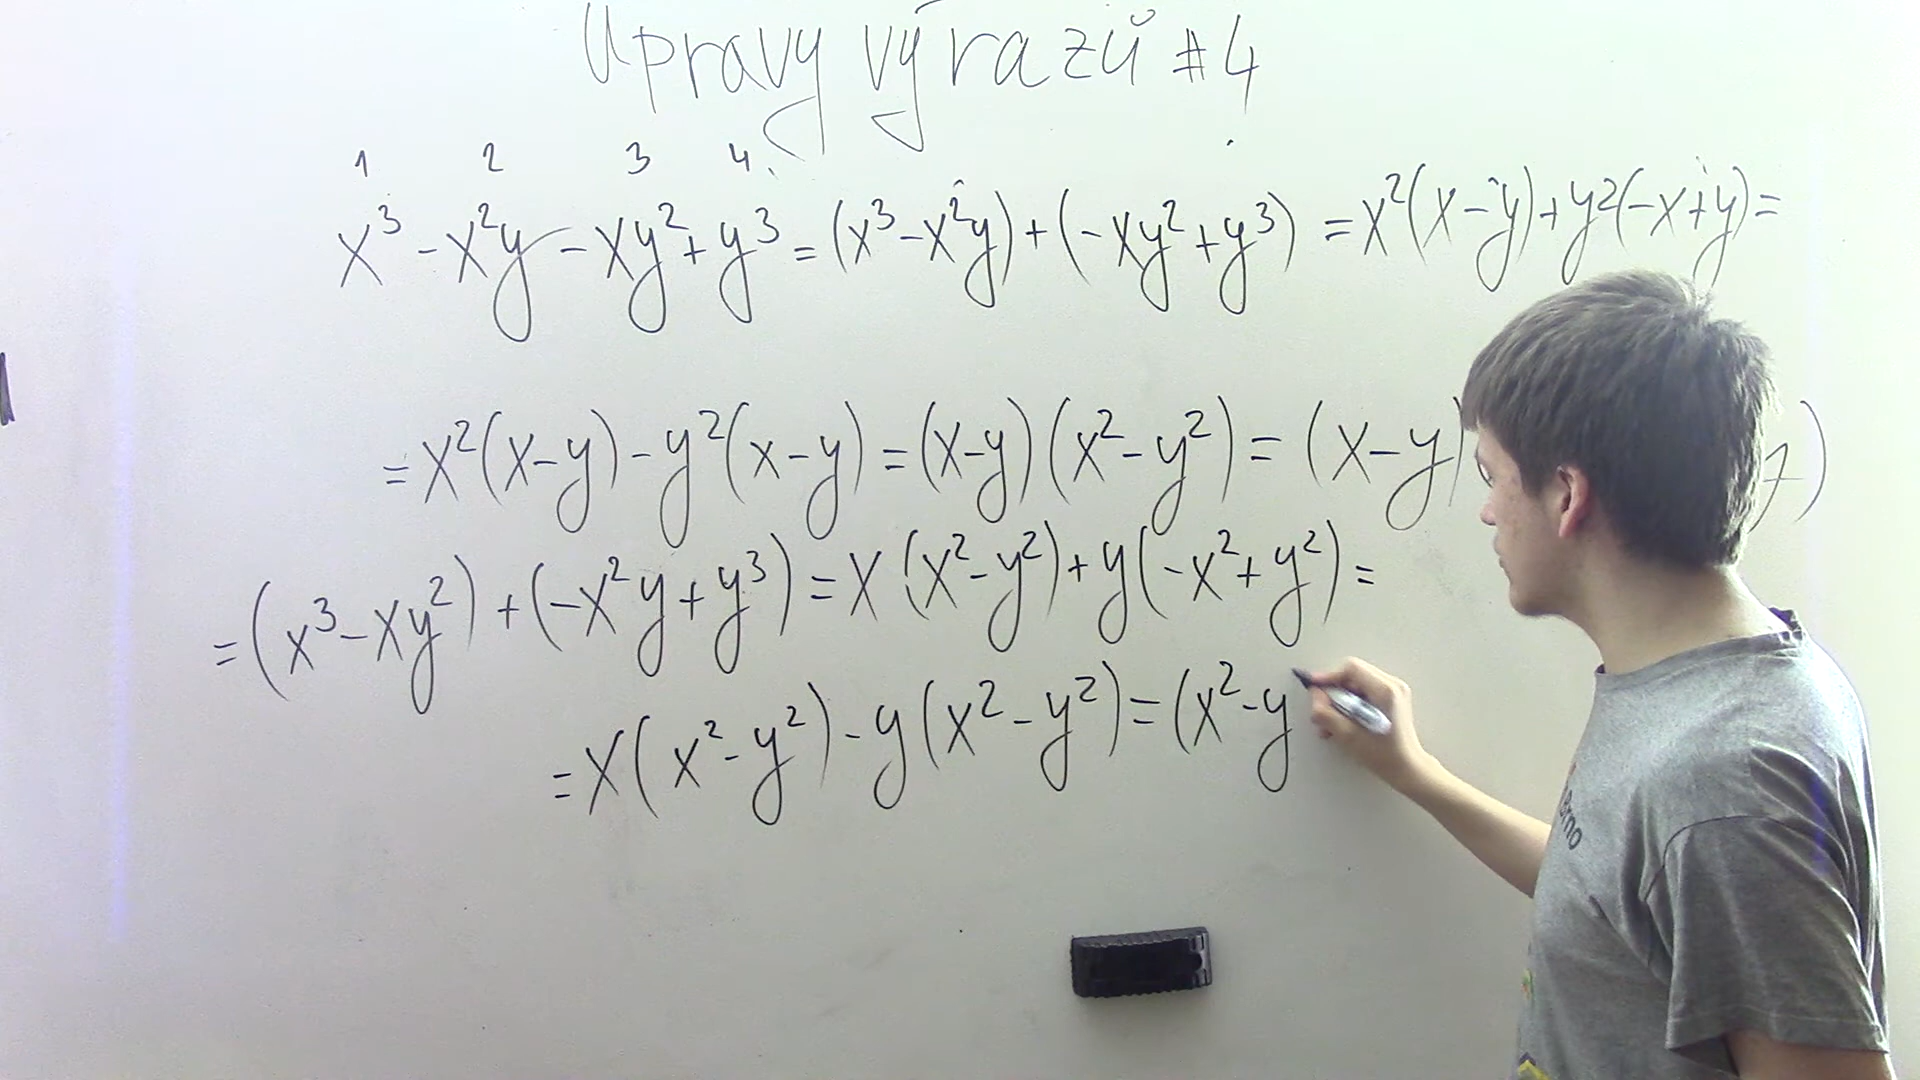 Úpravy výrazů #4
1 2 3 4
x³ - x²y - xy² + y³ = (x³ - x²y) + (-xy² + y³) = x²(x - y) + y²(-x + y) =
= x²(x - y) - y²(x - y) = (x - y)(x² - y²) = (x - y)
= (x³ - xy²) + (-x²y + y³) = x(x² - y²) + y(-x² + y²) =
= x(x² - y²) - y(x² - y²) = (x² - y